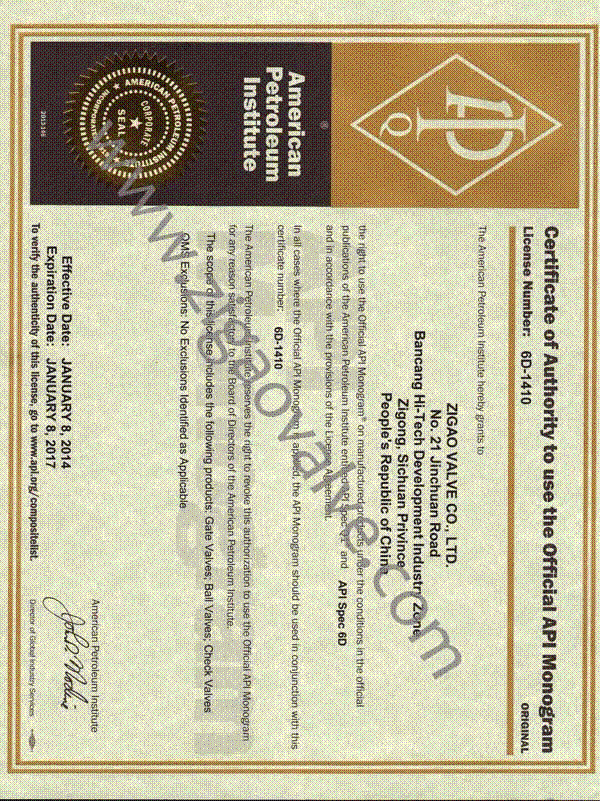 Certificate of Authority to use the Official API Monogram
License Number: 6D-1410
ORIGINAL
The American Petroleum Institute hereby grants to
ZIGAO VALVE CO., LTD.
No. 21 Jinchuan Road
Bancang Hi-Tech Development Industry Zone
Zigong, Sichuan Privince
People's Republic of China
the right to use the Official API Monogram® on manufactured products under the conditions in the official
publications of the American Petroleum Institute entitled API Spec Q1® and API Spec 6D
and in accordance with the provisions of the License Agreement.
In all cases where the Official API Monogram is applied, the API Monogram should be used in conjunction with this
certificate number: 6D-1410
The American Petroleum Institute reserves the right to revoke this authorization to use the Official API Monogram
for any reason satisfactory to the Board of Directors of the American Petroleum Institute.
The scope of this license includes the following products: Gate Valves; Ball Valves; Check Valves
QMS Exclusions: No Exclusions Identified as Applicable
Effective Date: JANUARY 8, 2014
Expiration Date: JANUARY 8, 2017
To verify the authenticity of this license, go to www.api.org/compositelist.
American Petroleum Institute
Director of Global Industry Services
API
Q
American
Petroleum
Institute
®
AMERICAN PETROLEUM INSTITUTE
CORPORATE
SEAL
www.zigaovalve.com